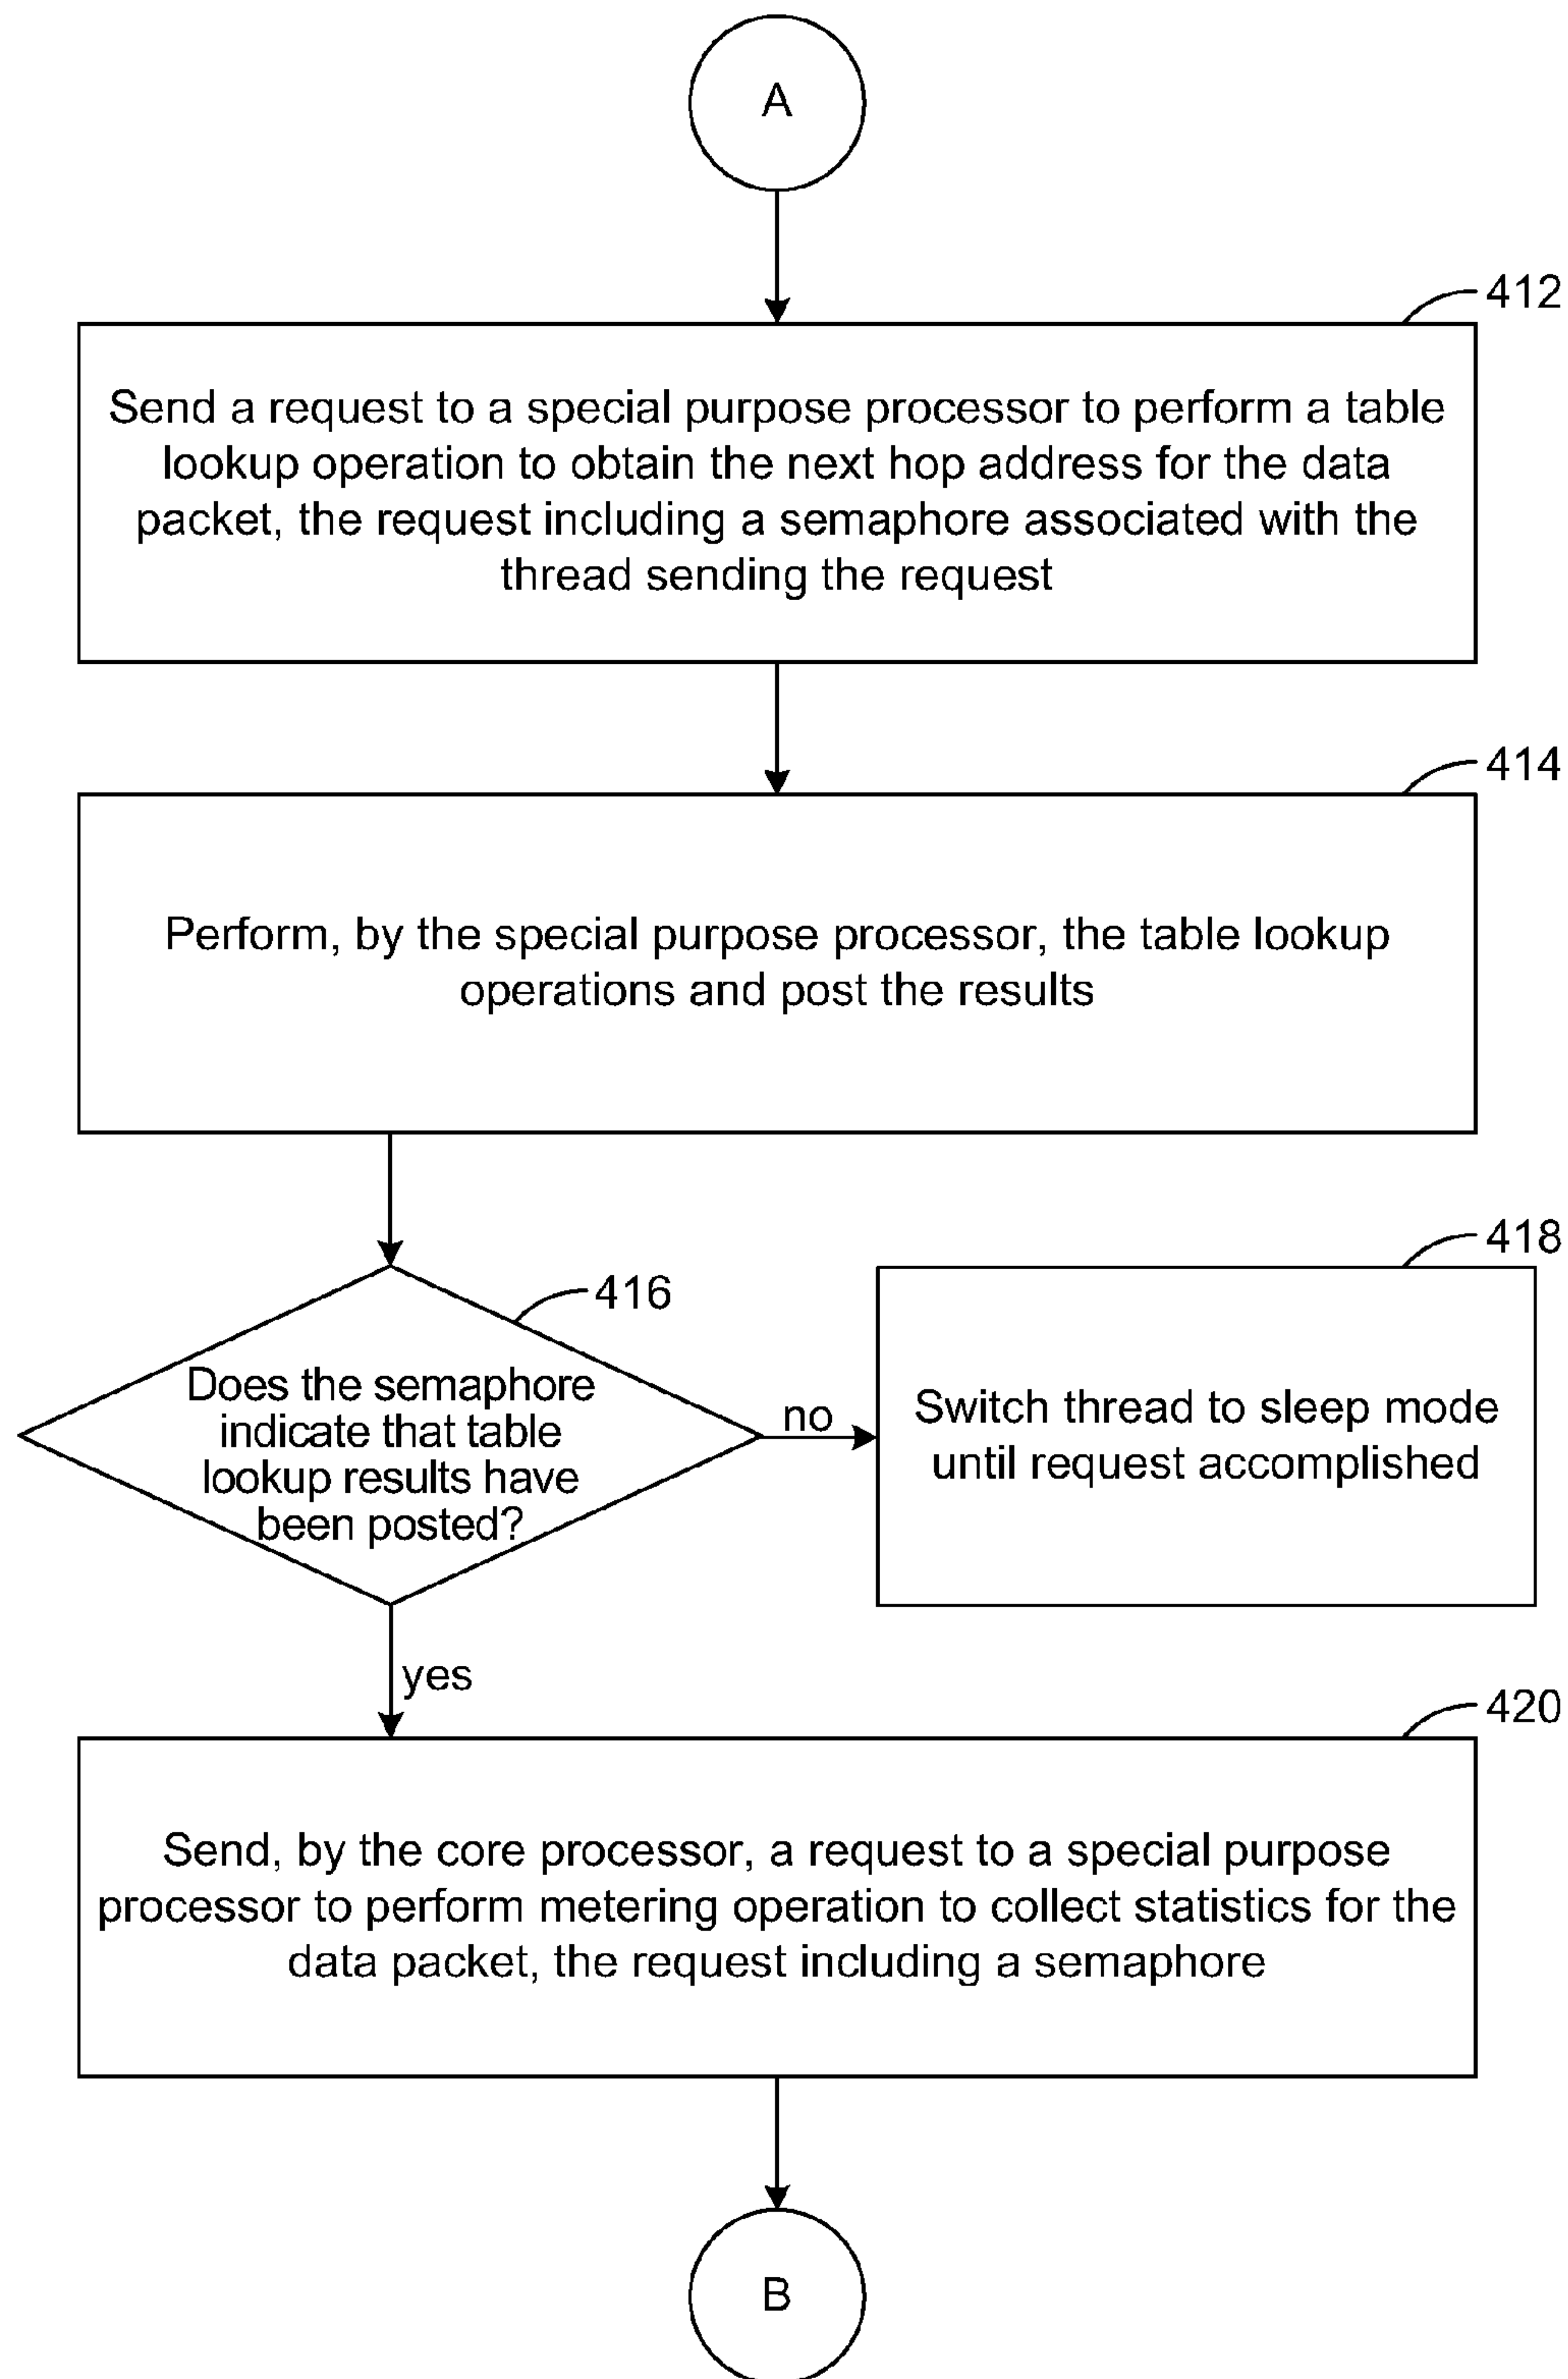 A
412
Send a request to a special purpose processor to perform a table
lookup operation to obtain the next hop address for the data
packet, the request including a semaphore associated with the
thread sending the request
414
Perform, by the special purpose processor, the table lookup
operations and post the results
416
Does the semaphore
indicate that table
lookup results have
been posted?
no
418
Switch thread to sleep mode
until request accomplished
yes
420
Send, by the core processor, a request to a special purpose
processor to perform metering operation to collect statistics for the
data packet, the request including a semaphore
B